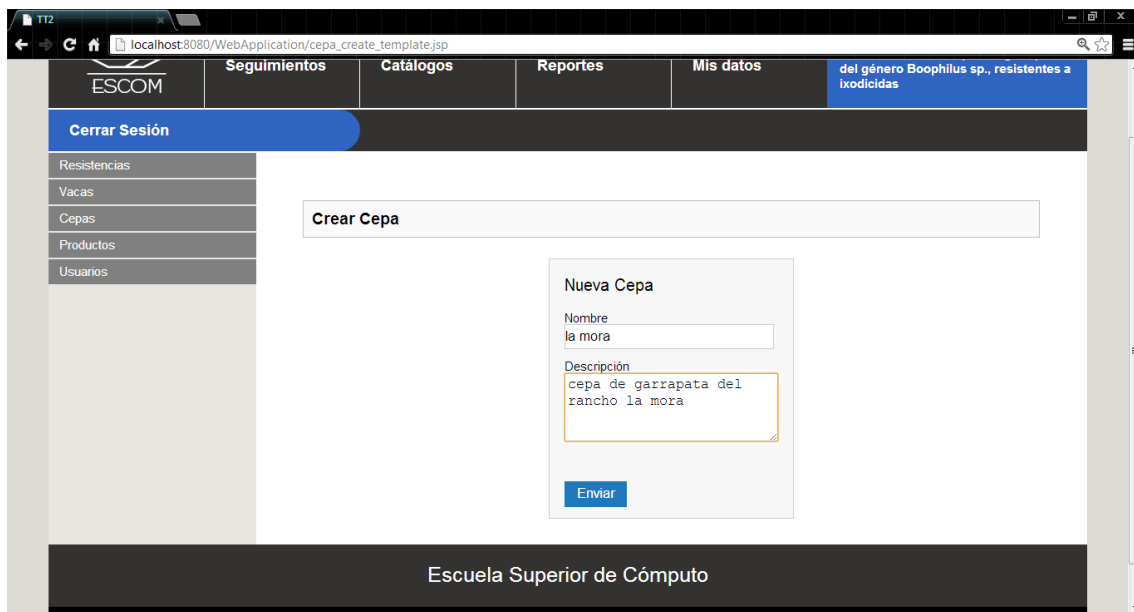 TT2
localhost:8080/WebApplication/cepa_create_template.jsp
ESCOM
Seguimientos
Catálogos
Reportes
Mis datos
del género Boophilus sp., resistentes a
ixodicidas
Cerrar Sesión
Resistencias
Vacas
Cepas
Productos
Usuarios
Crear Cepa
Nueva Cepa
Nombre
la mora
Descripción
cepa de garrapata del
rancho la mora
Enviar
Escuela Superior de Cómputo